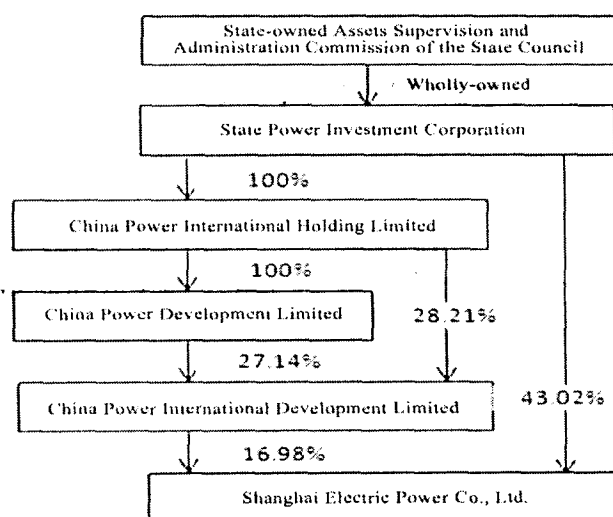 State-owned Assets Supervision and
Administration Commission of the State Council
Wholly-owned
State Power Investment Corporation
100%
China Power International Holding Limited
100%
China Power Development Limited
28.21%
27.14%
China Power International Development Limited
43.02%
16.98%
Shanghai Electric Power Co., Ltd.